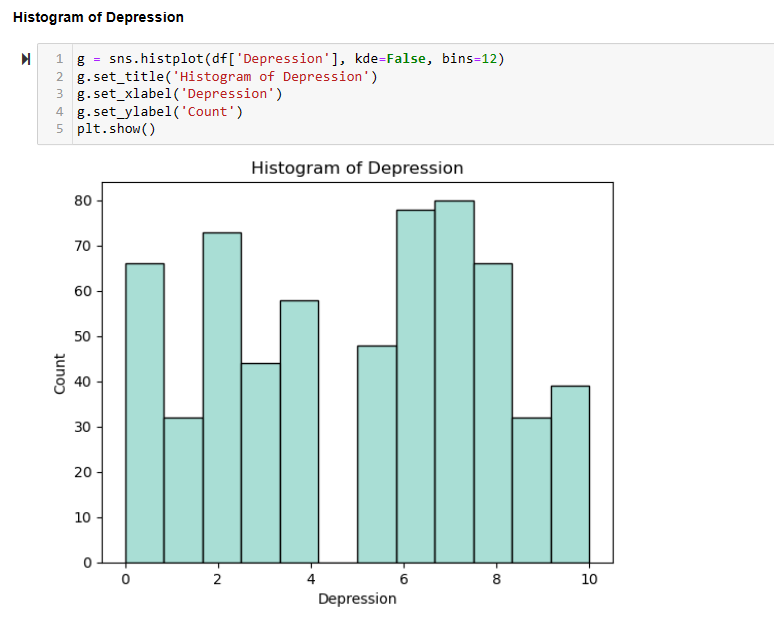 Histogram of Depression
1 g = sns.histplot(df['Depression'], kde=False, bins=12)
2 g.set_title('Histogram of Depression')
3 g.set_xlabel('Depression')
4 g.set_ylabel('Count')
5 plt.show()
Histogram of Depression
80
70
60
50
40
30
20
10
0
Count
0 2 4 6 8 10
Depression